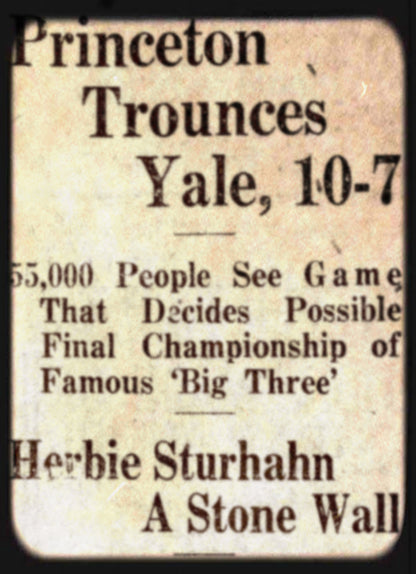 Princeton
Trounces
Yale, 10-7
55,000 People See Game
That Decides Possible
Final Championship of
Famous ‘Big Three’
Herbie Sturhahn
A Stone Wall